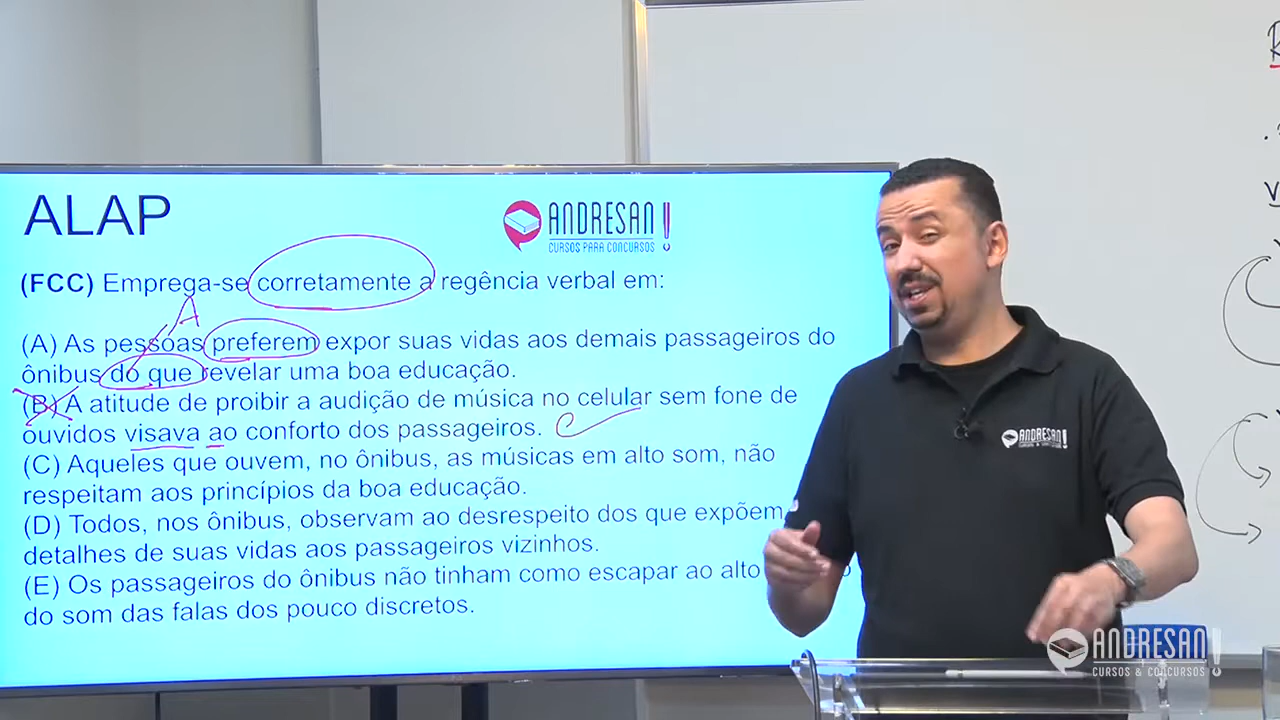 ALAP
ANDRESAN!
CURSOS PARA CONCURSOS
(FCC) Emprega-se corretamente a regência verbal em:
A
(A) As pessoas preferem expor suas vidas aos demais passageiros do
ônibus do que revelar uma boa educação.
(B) A atitude de proibir a audição de música no celular sem fone de
ouvidos visava ao conforto dos passageiros.
(C) Aqueles que ouvem, no ônibus, as músicas em alto som, não
respeitam aos princípios da boa educação.
(D) Todos, nos ônibus, observam ao desrespeito dos que expõem
detalhes de suas vidas aos passageiros vizinhos.
(E) Os passageiros do ônibus não tinham como escapar ao alto
do som das falas dos pouco discretos.
ANDRESAN!
ANDRESAN!
CURSOS & CONCURSOS